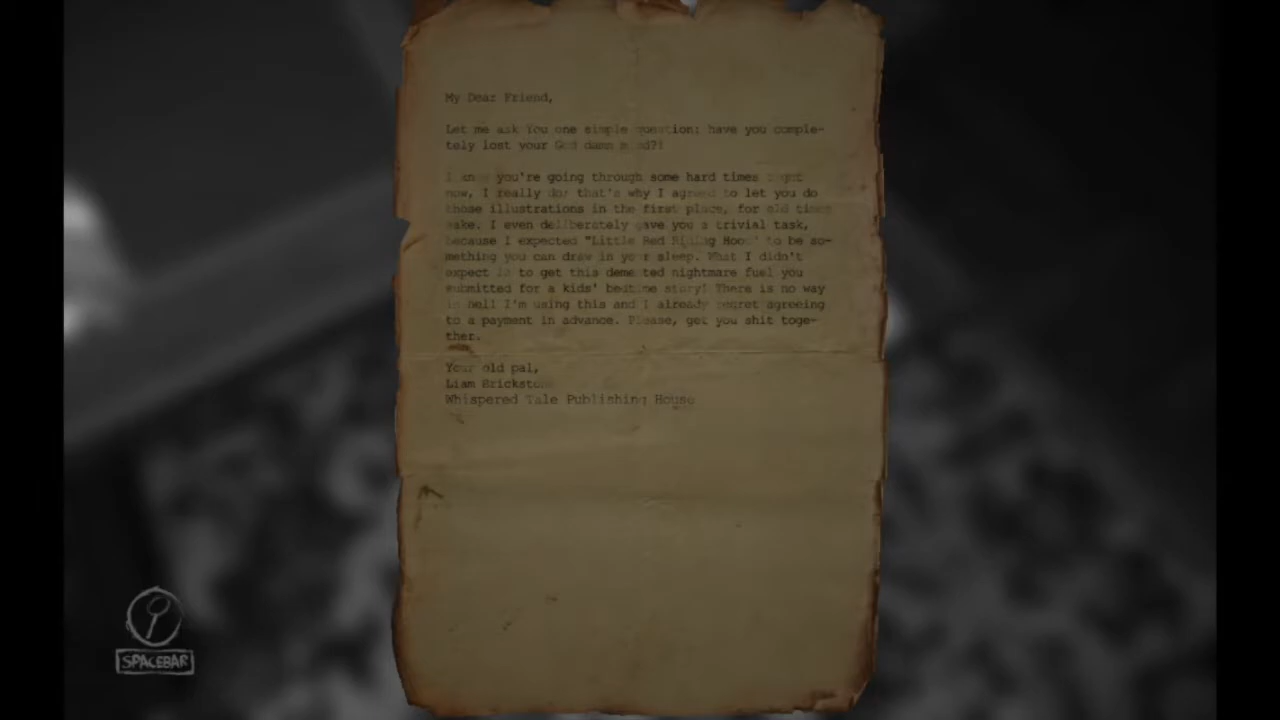 My Dear Friend,
Let me ask You one simple question: have you comple-
tely lost your God damn mind?!
I know you're going through some hard times right
now, I really do; that's why I agreed to let you do
those illustrations in the first place, for old times
sake. I even deliberately gave you a trivial task,
because I expected "Little Red Riding Hood" to be so-
mething you can draw in your sleep. What I didn't
expect is to get this demented nightmare fuel you
submitted for a kids' bedtime story! There is no way
in hell I'm using this and I already regret agreeing
to a payment in advance. Please, get you shit toge-
ther.
Your old pal,
Liam Brickstone
Whispered Tale Publishing House
SPACEBAR